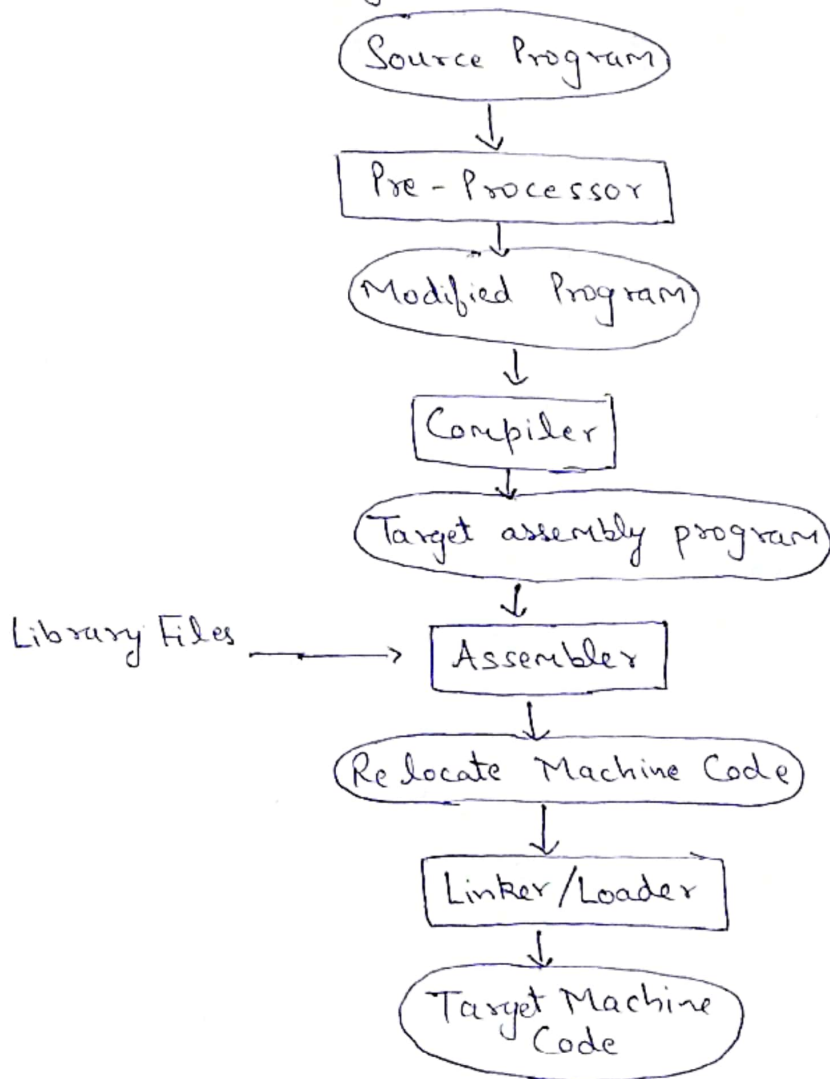 Source Program
Pre-Processor
Modified Program
Compiler
Target assembly program
Library Files
Assembler
Relocate Machine Code
Linker/Loader
Target Machine
Code